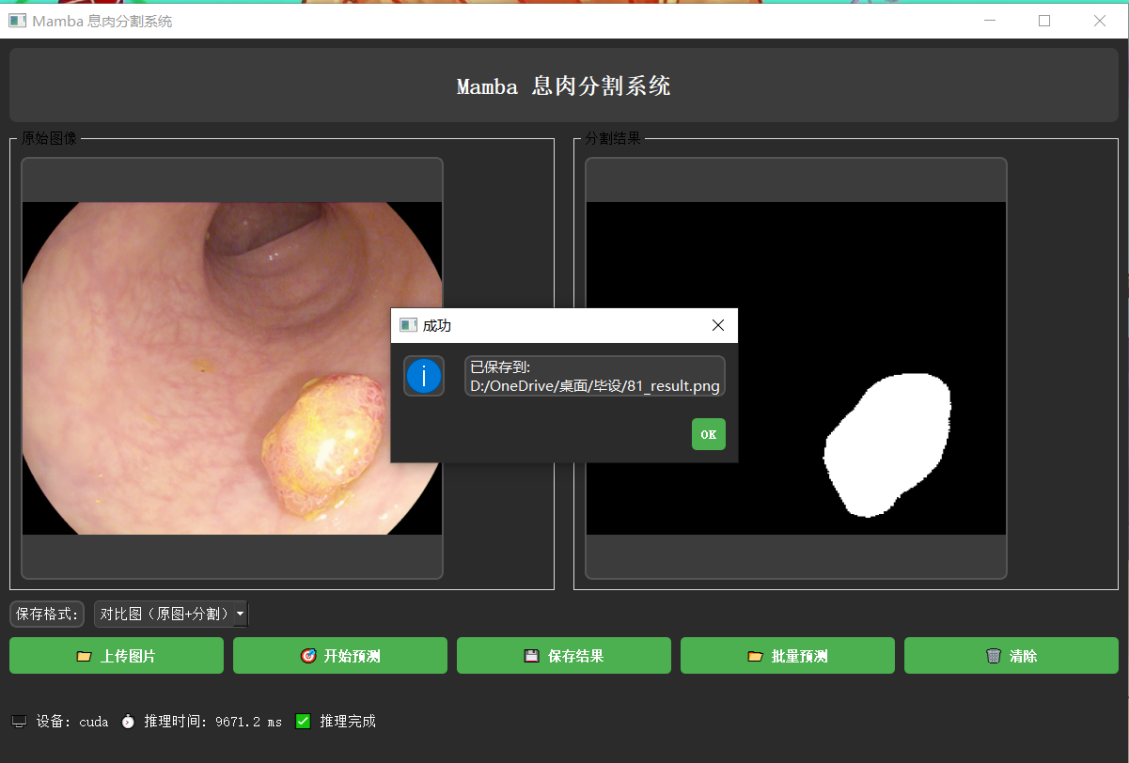 Mamba 息肉分割系统
Mamba 息肉分割系统
原始图像
分割结果
成功
已保存到:
D:/OneDrive/桌面/毕设/81_result.png
OK
保存格式:
对比图（原图+分割）
上传图片
开始预测
保存结果
批量预测
清除
设备: cuda 推理时间: 9671.2 ms 推理完成